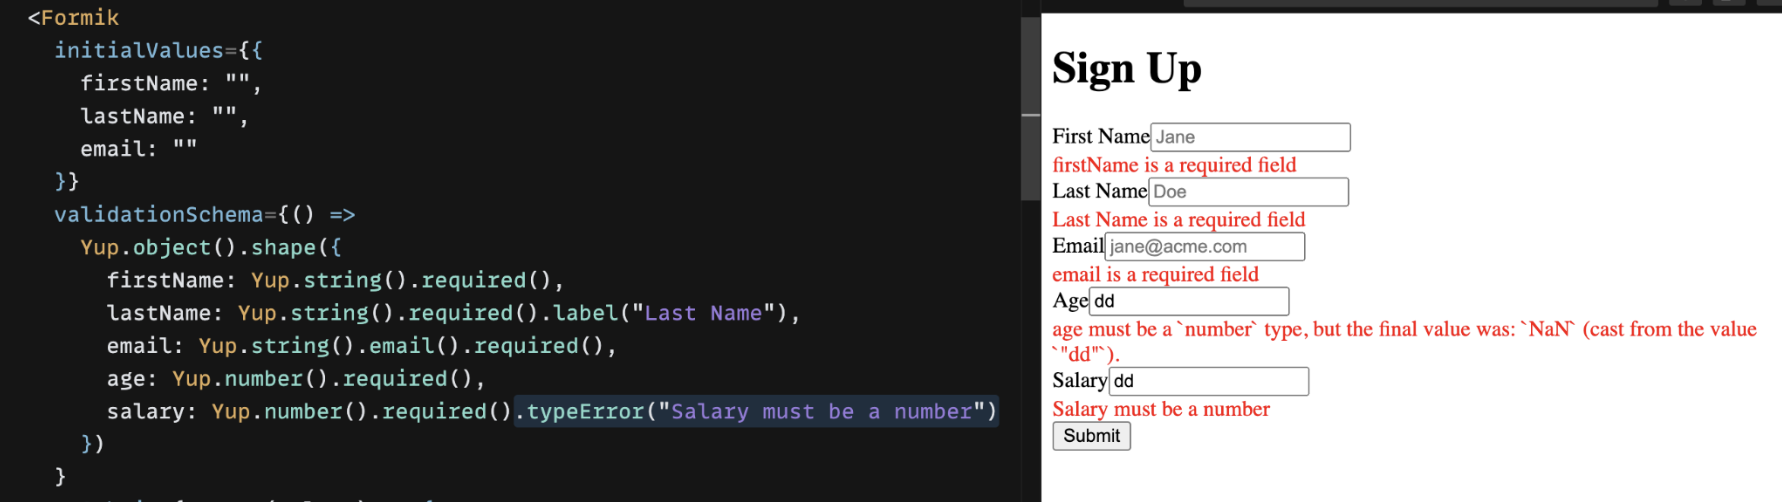 <Formik
initialValues={{
firstName: "",
lastName: "",
email: ""
}}
validationSchema={() =>
Yup.object().shape({
firstName: Yup.string().required(),
lastName: Yup.string().required().label("Last Name"),
email: Yup.string().email().required(),
age: Yup.number().required(),
salary: Yup.number().required().typeError("Salary must be a number")
})
}
Sign Up
First Name Jane
firstName is a required field
Last Name Doe
Last Name is a required field
Email jane@acme.com
email is a required field
Age dd
age must be a `number` type, but the final value was: `NaN` (cast from the value
`"dd"`).
Salary dd
Salary must be a number
Submit